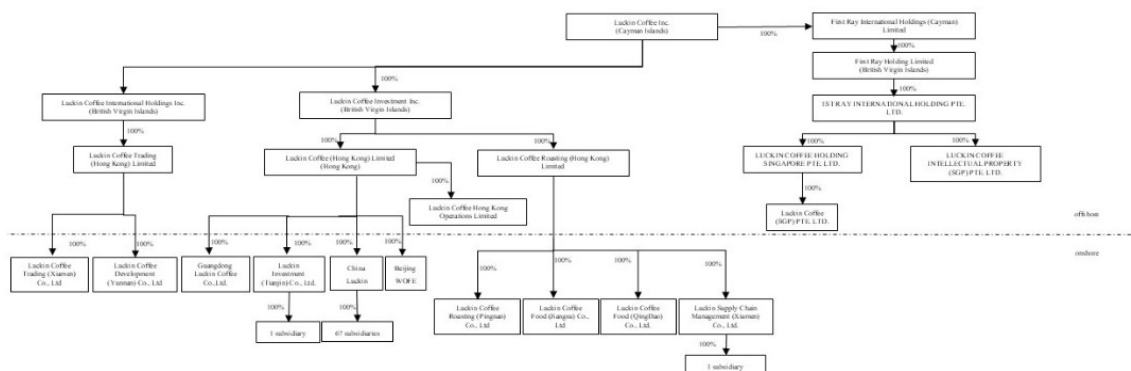 Luckin Coffee Inc.
(Cayman Islands)
100%
First Ray International Holdings (Cayman)
Limited
100%
First Ray Holding Limited
(British Virgin Islands)
100%
100%
Luckin Coffee International Holdings Inc.
(British Virgin Islands)
Luckin Coffee Investment Inc.
(British Virgin Islands)
100%
1ST RAY INTERNATIONAL HOLDING PTE.
LTD.
100%
100%
100%
100%
100%
Luckin Coffee Trading
(Hong Kong) Limited
Luckin Coffee (Hong Kong) Limited
(Hong Kong)
Luckin Coffee Roasting (Hong Kong)
Limited
LUCKIN COFFEE HOLDING
SINGAPORE PTE. LTD.
LUCKIN COFFEE
INTELLECTUAL PROPERTY
(SGP) PTE. LTD.
100%
100%
Luckin Coffee Hong Kong
Operations Limited
Luckin Coffee
(SGP) PTE. LTD.
offshore
100%
100%
100%
100%
100%
100%
onshore
Luckin Coffee
Trading (Xiamen)
Co., Ltd
Luckin Coffee
Development
(Yunnan) Co., Ltd
Guangdong
Luckin Coffee
Co.,Ltd.
Luckin
Investment
(Tianjin) Co., Ltd.
China
Luckin
Beijing
WOFE
100%
100%
100%
100%
100%
100%
Luckin Coffee
Roasting (Pingnan)
Co., Ltd
Luckin Coffee
Food (Jiangsu) Co.,
Ltd
Luckin Coffee
Food (QingDao)
Co., Ltd.
Luckin Supply Chain
Management (Xiamen)
Co., Ltd.
1 subsidiary
67 subsidiaries
100%
1 subsidiary